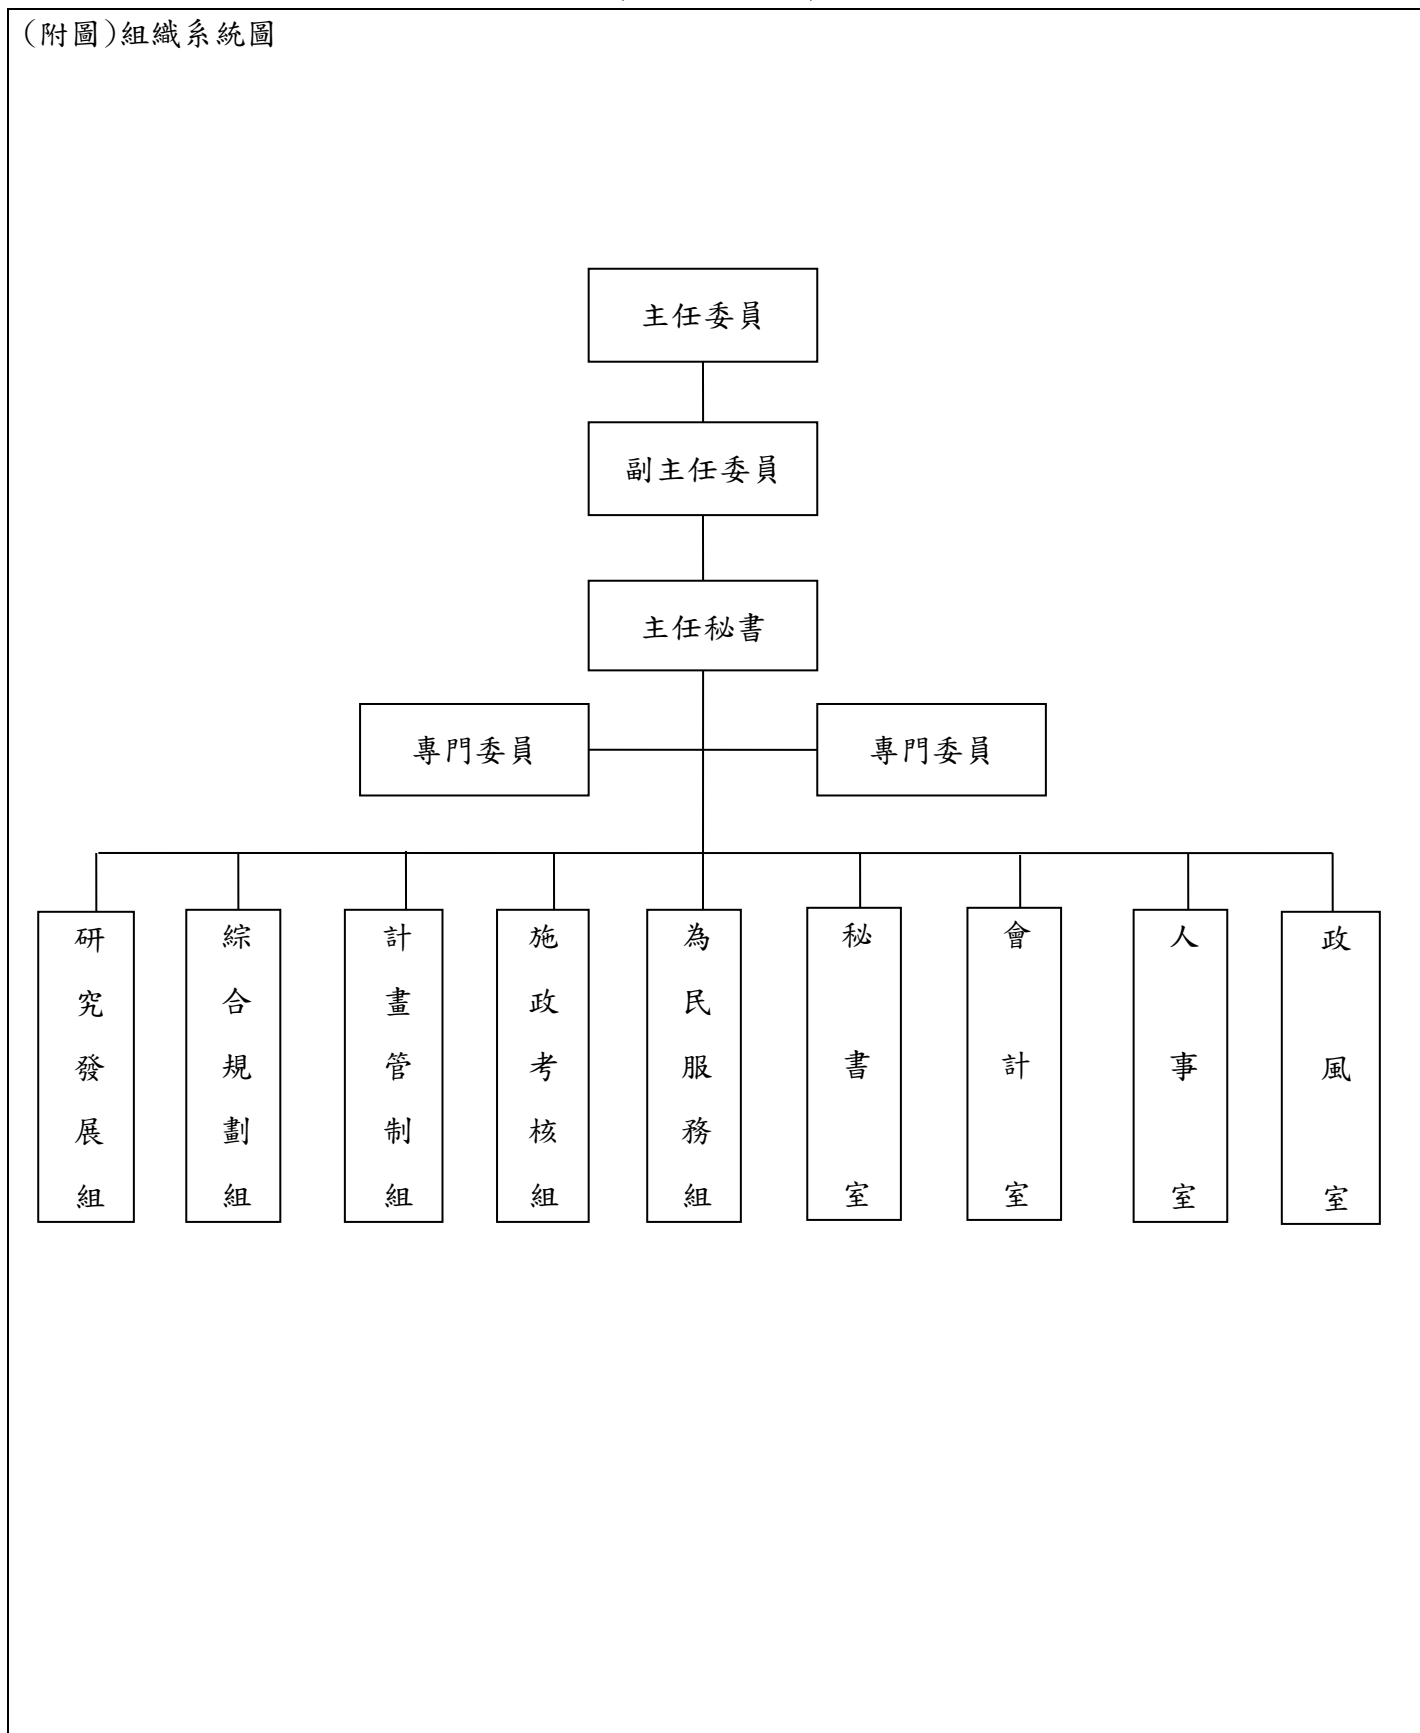 (附圖)組織系統圖
主任委員
副主任委員
主任秘書
專門委員
專門委員
研究發展組
綜合規劃組
計畫管制組
施政考核組
為民服務組
秘書室
會計室
人事室
政風室